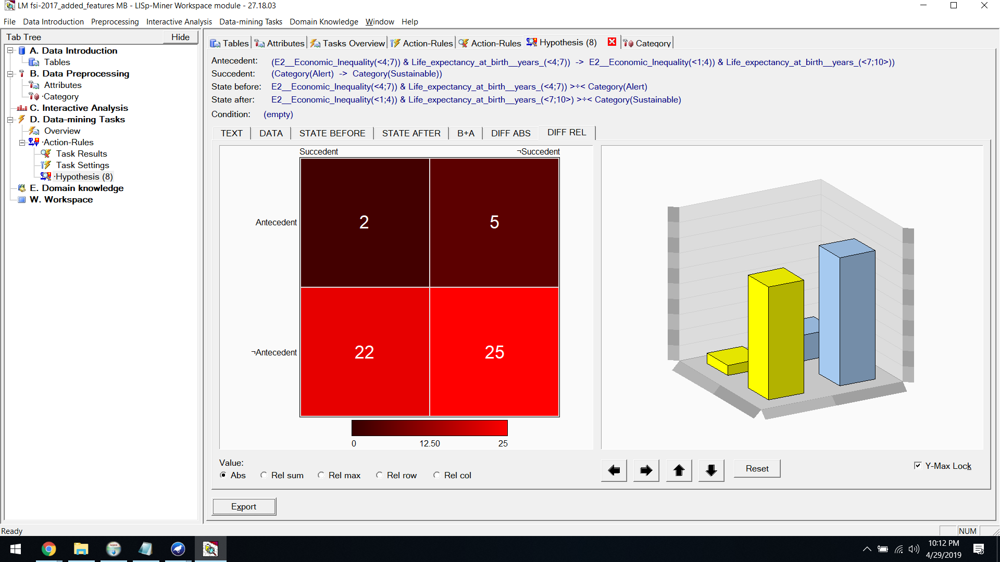 LM fsi-2017_added_features MB - LISp-Miner Workspace module - 27.18.03
File Data Introduction Preprocessing Interactive Analysis Data-mining Tasks Domain Knowledge Window Help
Tab Tree
Hide
A. Data Introduction
Tables
B. Data Preprocessing
Attributes
·Category
C. Interactive Analysis
D. Data-mining Tasks
Overview
·Action-Rules
Task Results
Task Settings
·Hypothesis (8)
E. Domain knowledge
W. Workspace
Tables Attributes Tasks Overview Action-Rules Action-Rules Hypothesis (8) Category
Antecedent: (E2__Economic_Inequality(<4;7)) & Life_expectancy_at_birth__years_(<4;7)) -> E2__Economic_Inequality(<1;4)) & Life_expectancy_at_birth__years_(<7;10>))
Succedent: (Category(Alert) -> Category(Sustainable))
State before: E2__Economic_Inequality(<4;7)) & Life_expectancy_at_birth__years_(<4;7)) >÷< Category(Alert)
State after: E2__Economic_Inequality(<1;4)) & Life_expectancy_at_birth__years_(<7;10>) >÷< Category(Sustainable)
Condition: (empty)
TEXT DATA STATE BEFORE STATE AFTER B+A DIFF ABS DIFF REL
Succedent ¬Succedent
Antecedent 2 5
¬Antecedent 22 25
0 12.50 25
Value:
Abs Rel sum Rel max Rel row Rel col
Reset
Y-Max Lock
Export
Ready
NUM
10:12 PM
4/29/2019